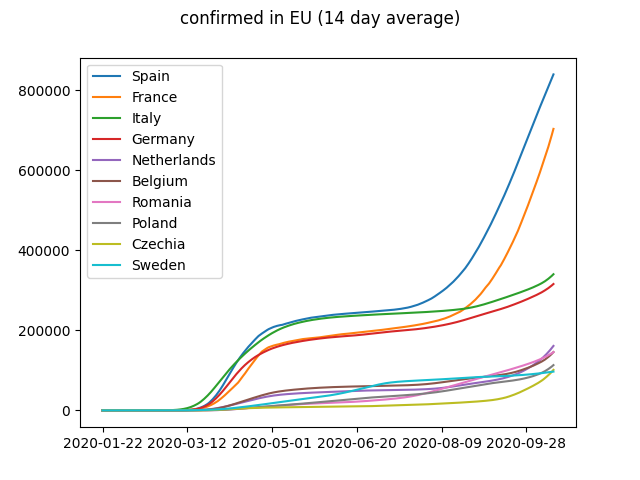 confirmed in EU (14 day average)
800000
600000
400000
200000
0
Spain
France
Italy
Germany
Netherlands
Belgium
Romania
Poland
Czechia
Sweden
2020-01-22 2020-03-12 2020-05-01 2020-06-20 2020-08-09 2020-09-28